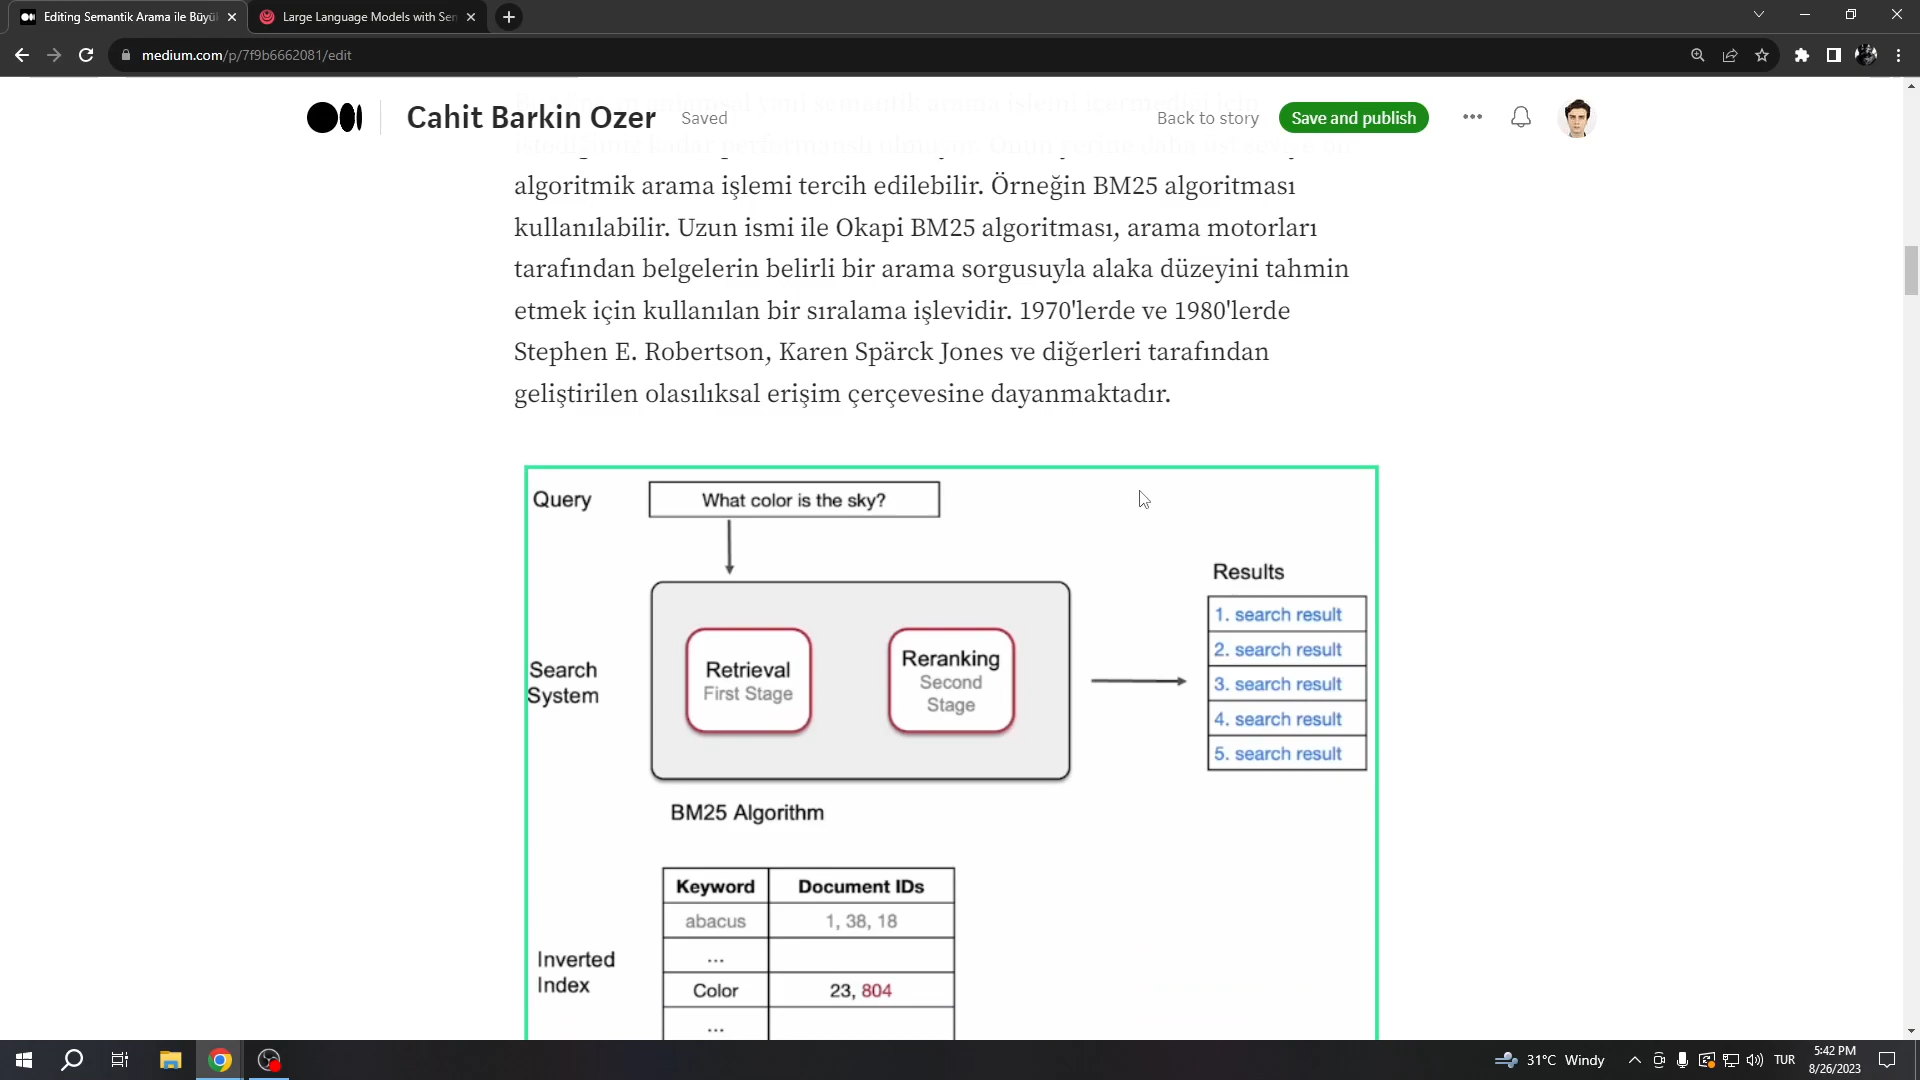 Editing Semantik Arama ile Büyü
Large Language Models with Sem
medium.com/p/7f9b6662081/edit
Cahit Barkin Ozer
Saved
Back to story
Save and publish
algoritmik arama işlemi tercih edilebilir. Örneğin BM25 algoritması
kullanılabilir. Uzun ismi ile Okapi BM25 algoritması, arama motorları
tarafından belgelerin belirli bir arama sorgusuyla alaka düzeyini tahmin
etmek için kullanılan bir sıralama işlevidir. 1970'lerde ve 1980'lerde
Stephen E. Robertson, Karen Spärck Jones ve diğerleri tarafından
geliştirilen olasılıksal erişim çerçevesine dayanmaktadır.
Query
What color is the sky?
Search
System
Retrieval
First Stage
Reranking
Second
Stage
Results
1. search result
2. search result
3. search result
4. search result
5. search result
BM25 Algorithm
Inverted
Index
Keyword Document IDs
abacus 1, 38, 18
...
Color 23, 804
...
31°C Windy
TUR
5:42 PM
8/26/2023